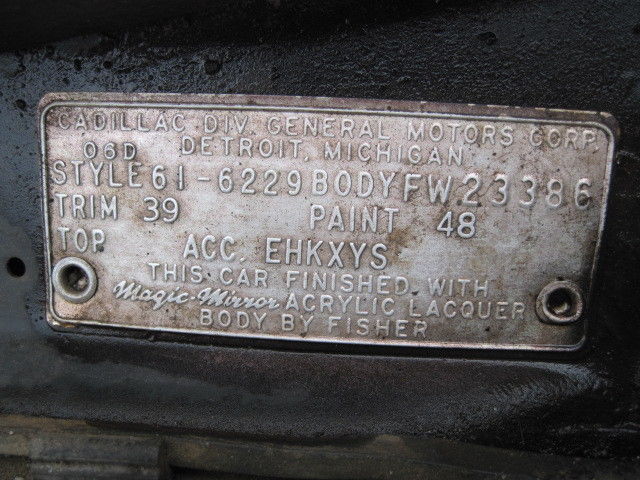 CADILLAC DIV. GENERAL MOTORS CORP.
06D DETROIT, MICHIGAN
STYLE 61-6229 BODY FW 23386
TRIM 39 PAINT 48
TOP ACC. EHKXYS
THIS CAR FINISHED WITH
Magic-Mirror ACRYLIC LACQUER
BODY BY FISHER